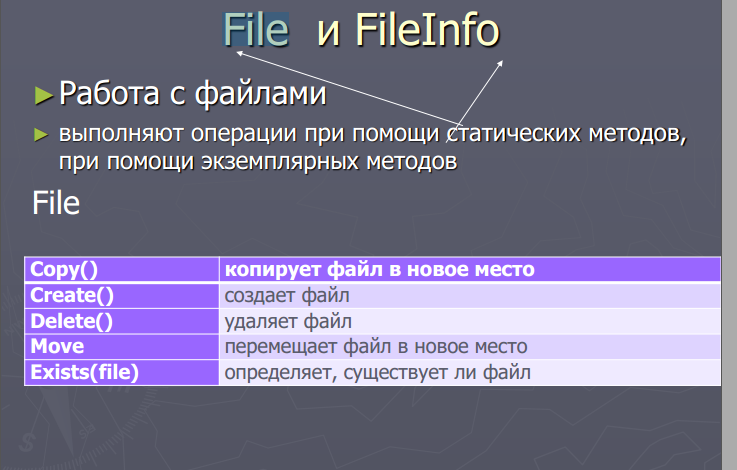 File и FileInfo
Работа с файлами
выполняют операции при помощи статических методов,
при помощи экземплярных методов
File
Copy() копирует файл в новое место
Create() создает файл
Delete() удаляет файл
Move перемещает файл в новое место
Exists(file) определяет, существует ли файл